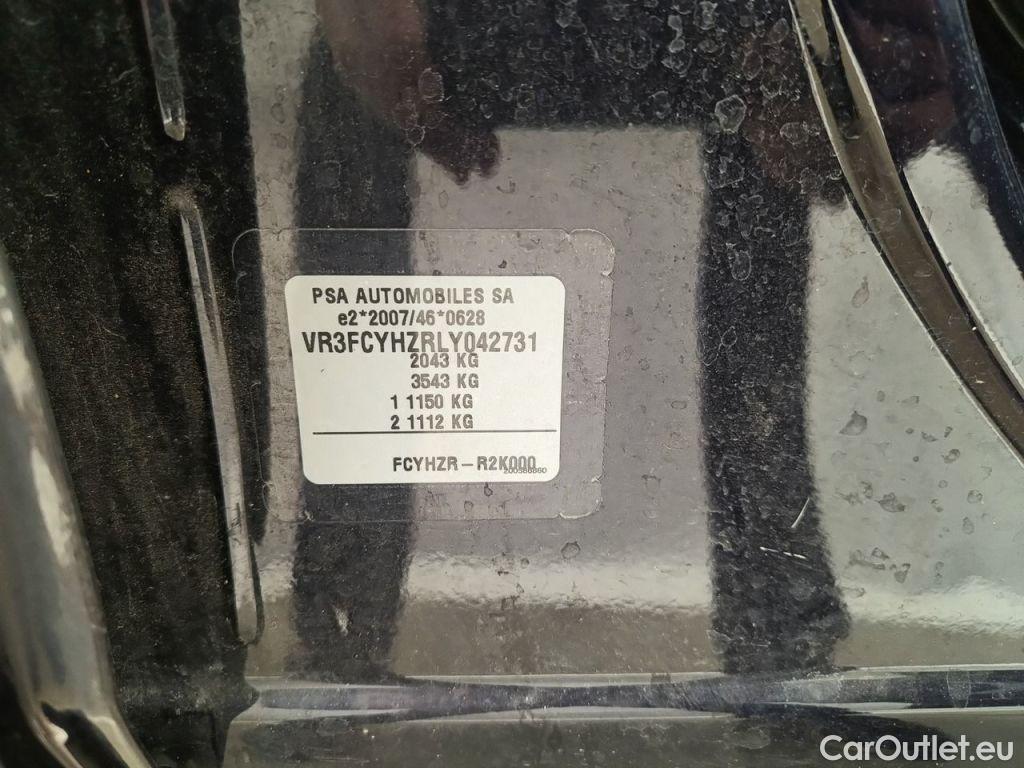 PSA AUTOMOBILES SA
e2*2007/46*0628
VR3FCYHZRLY042731
2043 KG
3543 KG
1 1150 KG
2 1112 KG
FCYHZR – R2K000
CarOutlet.eu